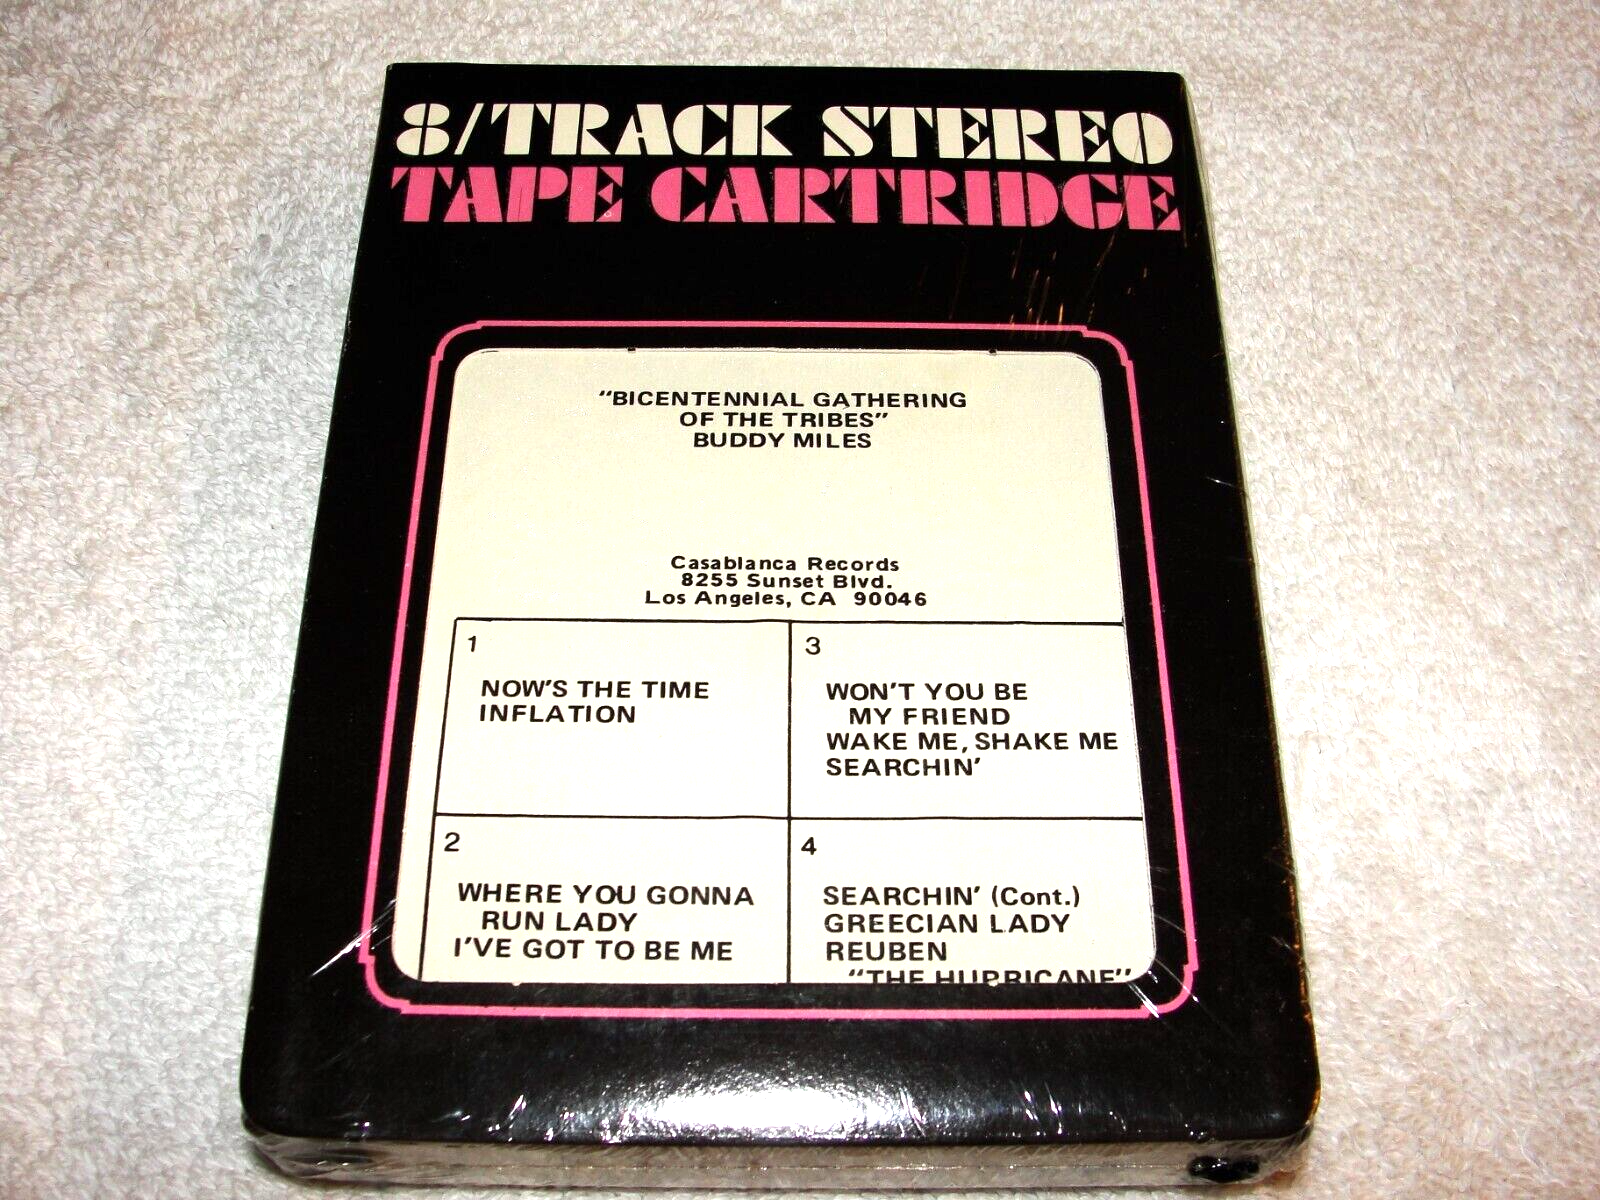 8/TRACK STEREO
TAPE CARTRIDGE
"BICENTENNIAL GATHERING
OF THE TRIBES"
BUDDY MILES
Casablanca Records
8255 Sunset Blvd.
Los Angeles, CA 90046
1
NOW'S THE TIME
INFLATION
2
WHERE YOU GONNA
RUN LADY
I'VE GOT TO BE ME
3
WON'T YOU BE
MY FRIEND
WAKE ME, SHAKE ME
SEARCHIN'
4
SEARCHIN' (Cont.)
GREECIAN LADY
REUBEN
"THE HURRICANE"